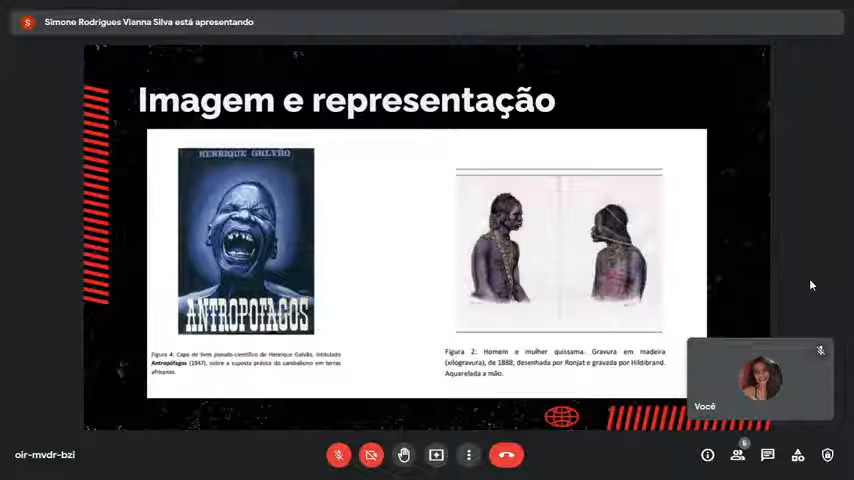 S
Simone Rodrigues Vianna Silva está apresentando
Imagem e representação
HENRIQUE GALVÃO
ANTROPÓFAGOS
Figura 4: Capa de livro pseudo-científico de Henrique Galvão, intitulado
Antropófagos (1947), sobre a suposta prática do canibalismo em terras
africanas.
Figura 2: Homem e mulher quissama. Gravura em madeira
(xilogravura), de 1888, desenhada por Ronjat e gravada por Hildibrand.
Aquarelada a mão.
Você
oir-mvdr-bzi
6